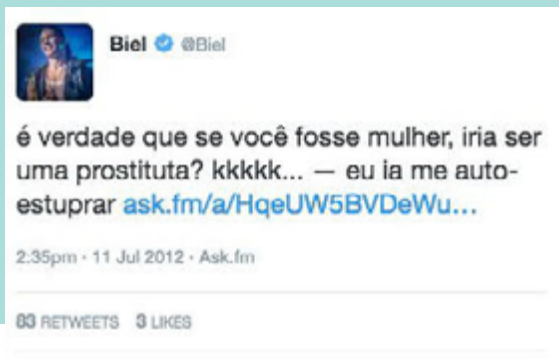 Biel @Biel
é verdade que se você fosse mulher, iria ser
uma prostituta? kkkkk... — eu ia me auto-
estuprar ask.fm/a/HqeUW5BVDeWu...
2:35pm · 11 Jul 2012 · Ask.fm
83 RETWEETS 3 LIKES